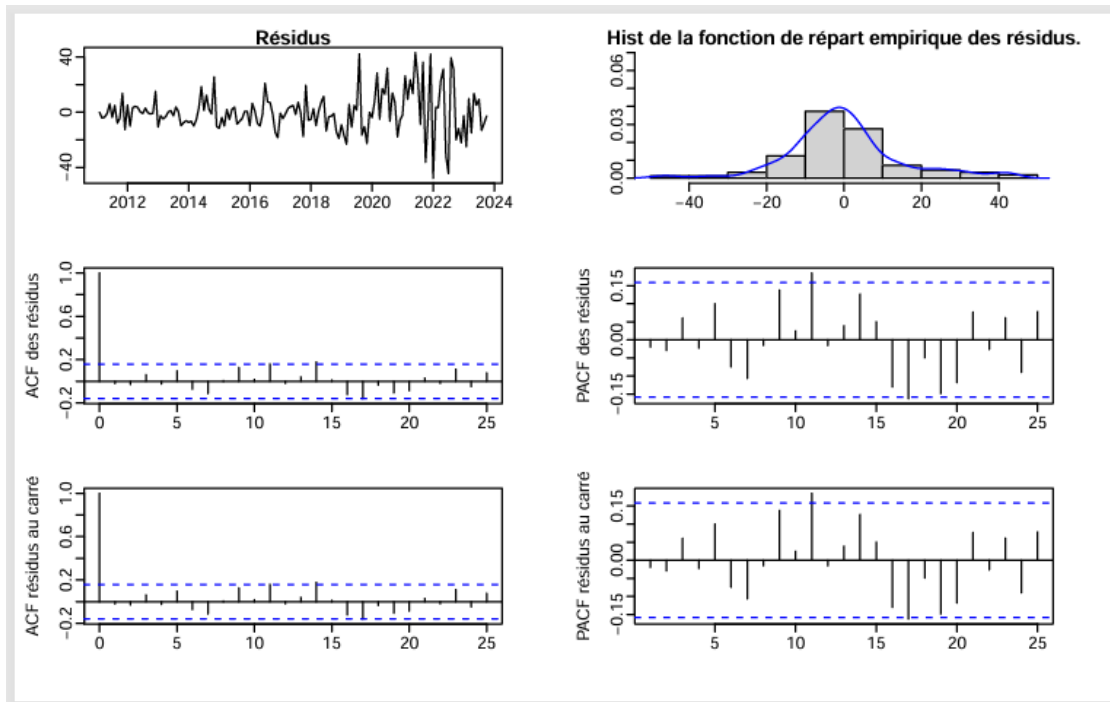 Résidus
40
0
−40
2012 2014 2016 2018 2020 2022 2024
Hist de la fonction de répart empirique des résidus.
0.06
0.03
0.00
−40 −20 0 20 40
ACF des résidus
1.0
0.6
0.2
−0.2
0 5 10 15 20 25
PACF des résidus
0.15
0.00
−0.15
5 10 15 20 25
ACF résidus au carré
1.0
0.6
0.2
−0.2
0 5 10 15 20 25
PACF résidus au carré
0.15
0.00
−0.15
5 10 15 20 25